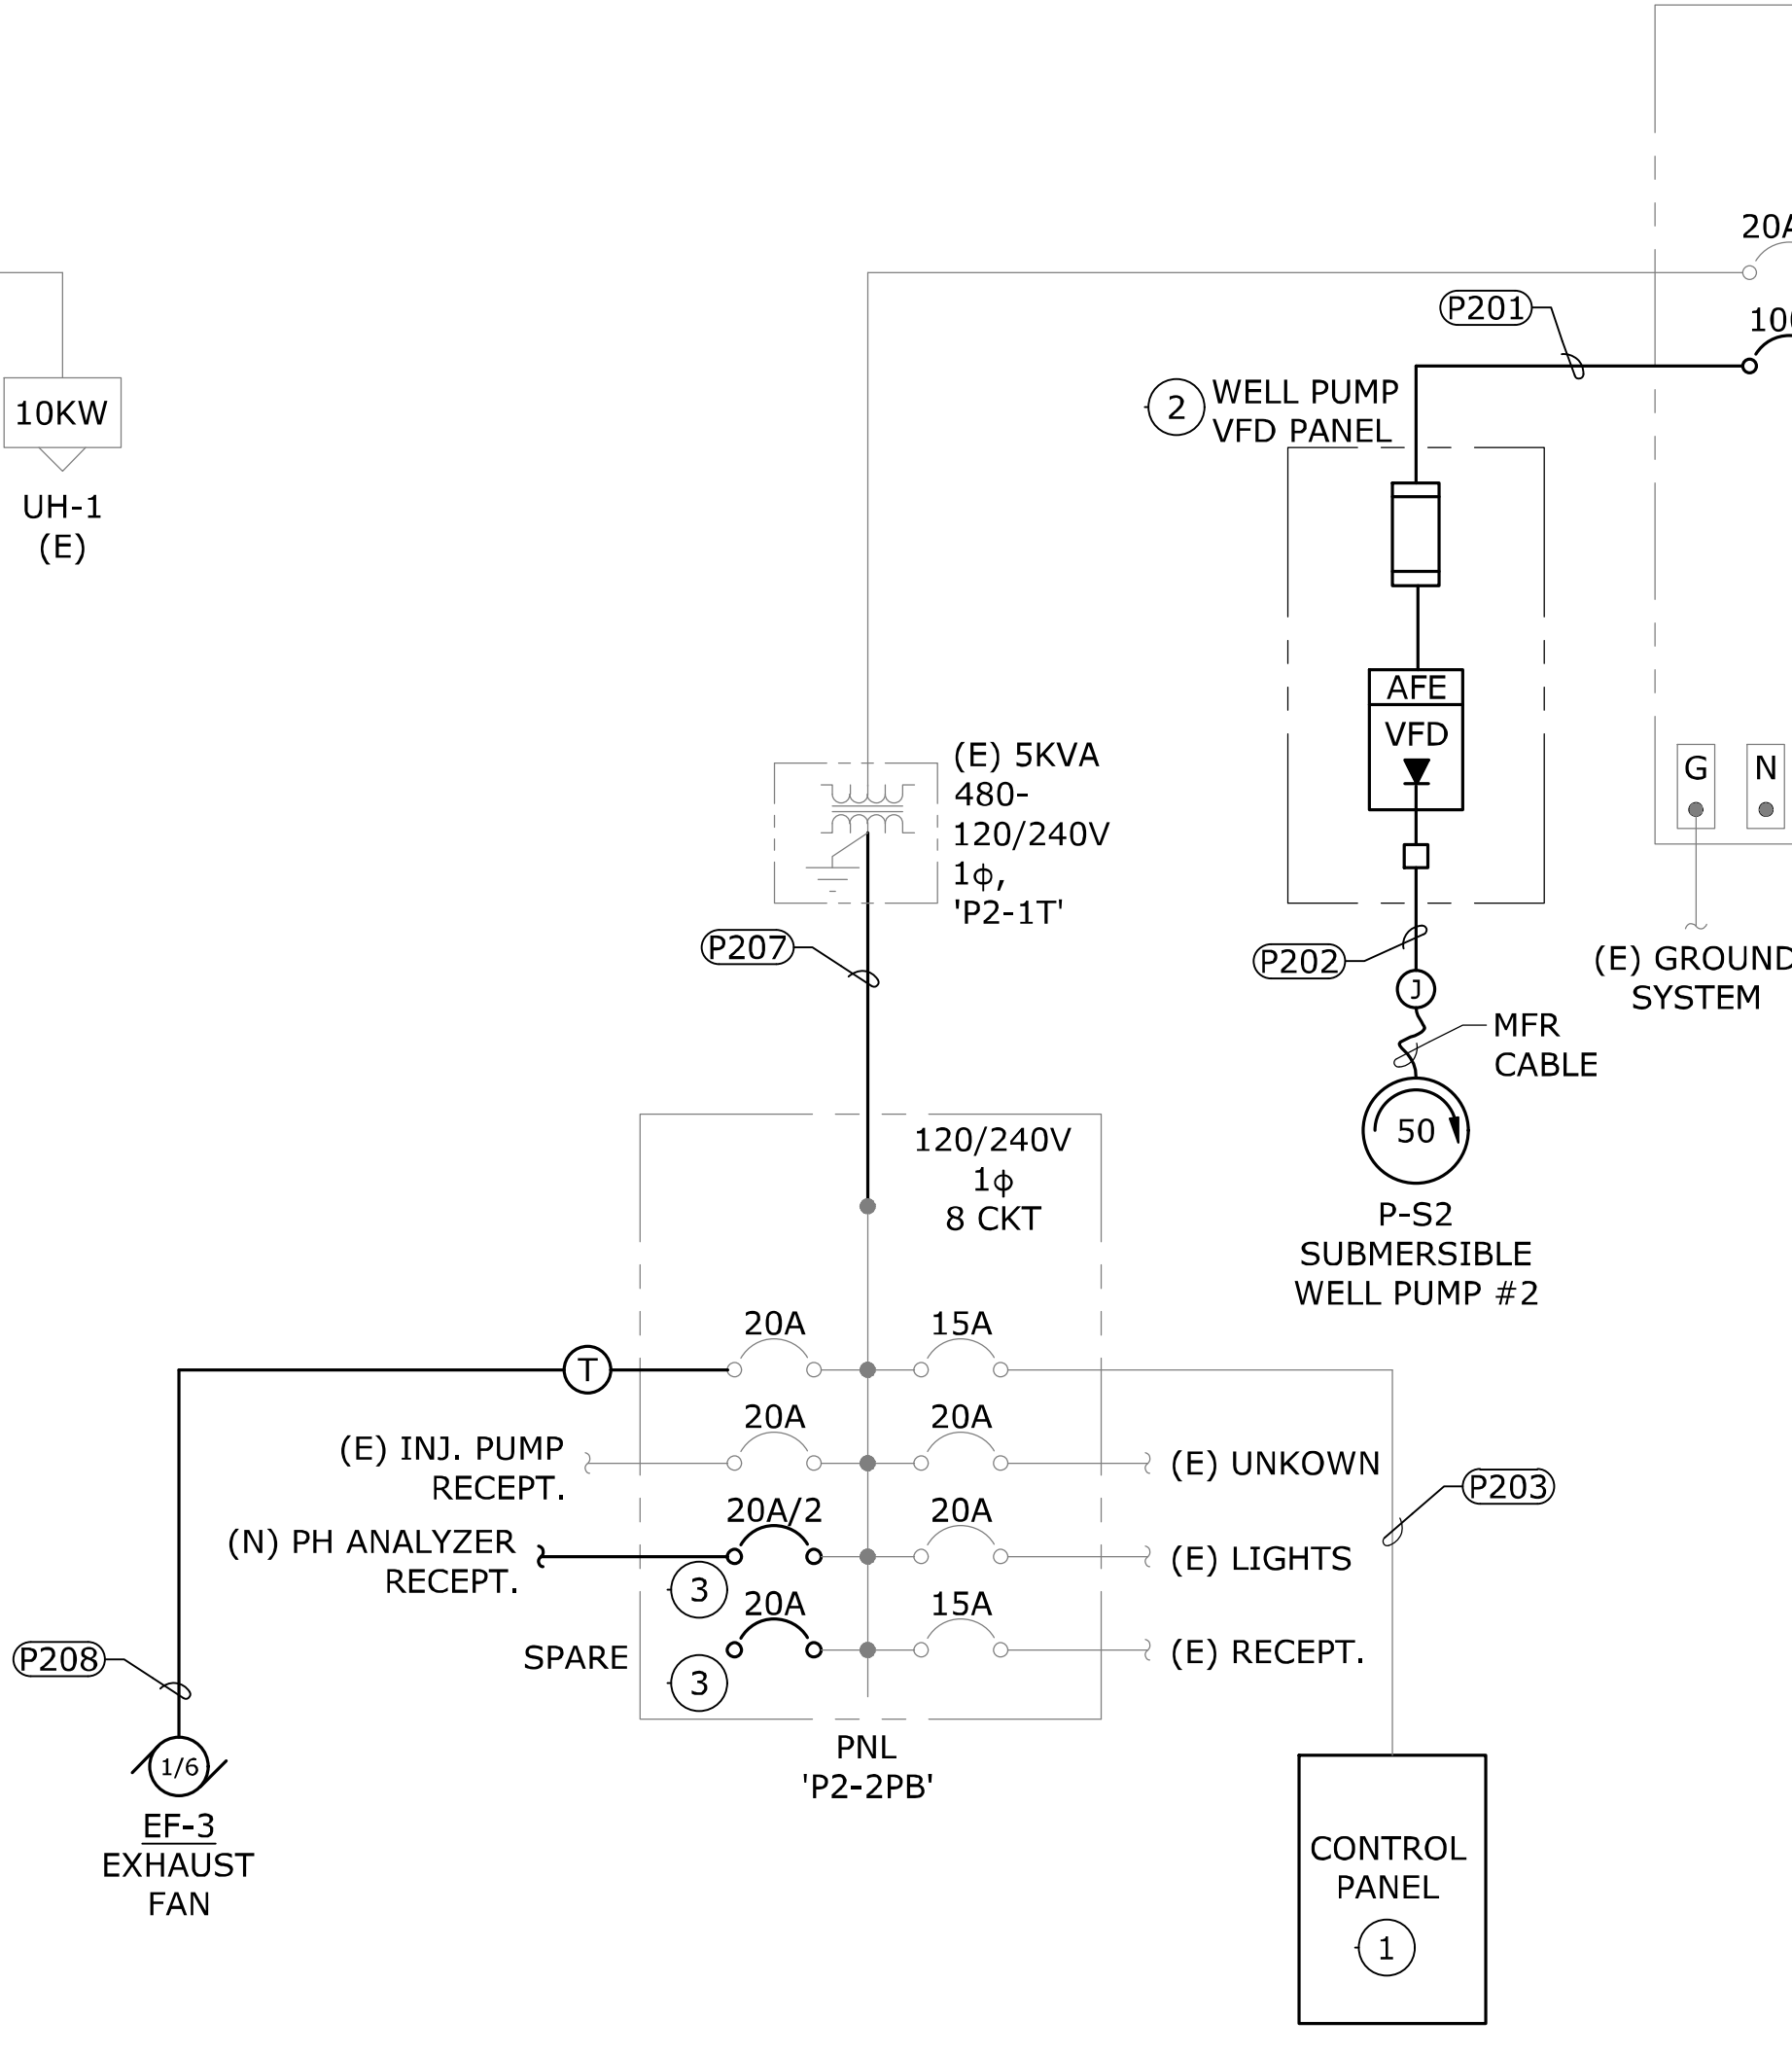 10KW
UH-1
(E)
20A
P201
2
WELL PUMP
VFD PANEL
AFE
VFD
G
N
(E) GROUND
SYSTEM
(E) 5KVA
480-
120/240V
1ϕ,
'P2-1T'
P207
P202
J
MFR
CABLE
50
P-S2
SUBMERSIBLE
WELL PUMP #2
120/240V
1ϕ
8 CKT
20A
15A
T
20A
20A
(E) INJ. PUMP
RECEPT.
(E) UNKOWN
P203
20A/2
20A
(N) PH ANALYZER
RECEPT.
3
(E) LIGHTS
20A
15A
SPARE
3
(E) RECEPT.
PNL
'P2-2PB'
P208
1/6
EF-3
EXHAUST
FAN
CONTROL
PANEL
1